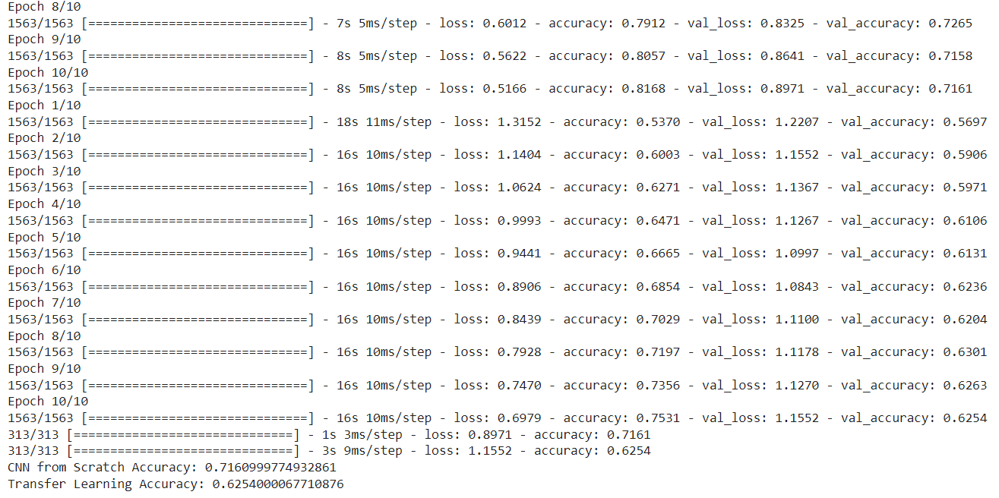 Epoch 8/10
1563/1563 [==============================] - 7s 5ms/step - loss: 0.6012 - accuracy: 0.7912 - val_loss: 0.8325 - val_accuracy: 0.7265
Epoch 9/10
1563/1563 [==============================] - 8s 5ms/step - loss: 0.5622 - accuracy: 0.8057 - val_loss: 0.8641 - val_accuracy: 0.7158
Epoch 10/10
1563/1563 [==============================] - 8s 5ms/step - loss: 0.5166 - accuracy: 0.8168 - val_loss: 0.8971 - val_accuracy: 0.7161
Epoch 1/10
1563/1563 [==============================] - 18s 11ms/step - loss: 1.3152 - accuracy: 0.5370 - val_loss: 1.2207 - val_accuracy: 0.5697
Epoch 2/10
1563/1563 [==============================] - 16s 10ms/step - loss: 1.1404 - accuracy: 0.6003 - val_loss: 1.1552 - val_accuracy: 0.5906
Epoch 3/10
1563/1563 [==============================] - 16s 10ms/step - loss: 1.0624 - accuracy: 0.6271 - val_loss: 1.1367 - val_accuracy: 0.5971
Epoch 4/10
1563/1563 [==============================] - 16s 10ms/step - loss: 0.9993 - accuracy: 0.6471 - val_loss: 1.1267 - val_accuracy: 0.6106
Epoch 5/10
1563/1563 [==============================] - 16s 10ms/step - loss: 0.9441 - accuracy: 0.6665 - val_loss: 1.0997 - val_accuracy: 0.6131
Epoch 6/10
1563/1563 [==============================] - 16s 10ms/step - loss: 0.8906 - accuracy: 0.6854 - val_loss: 1.0843 - val_accuracy: 0.6236
Epoch 7/10
1563/1563 [==============================] - 16s 10ms/step - loss: 0.8439 - accuracy: 0.7029 - val_loss: 1.1100 - val_accuracy: 0.6204
Epoch 8/10
1563/1563 [==============================] - 16s 10ms/step - loss: 0.7928 - accuracy: 0.7197 - val_loss: 1.1178 - val_accuracy: 0.6301
Epoch 9/10
1563/1563 [==============================] - 16s 10ms/step - loss: 0.7470 - accuracy: 0.7356 - val_loss: 1.1270 - val_accuracy: 0.6263
Epoch 10/10
1563/1563 [==============================] - 16s 10ms/step - loss: 0.6979 - accuracy: 0.7531 - val_loss: 1.1552 - val_accuracy: 0.6254
313/313 [==============================] - 1s 3ms/step - loss: 0.8971 - accuracy: 0.7161
313/313 [==============================] - 3s 9ms/step - loss: 1.1552 - accuracy: 0.6254
CNN from Scratch Accuracy: 0.7160999774932861
Transfer Learning Accuracy: 0.6254000067710876